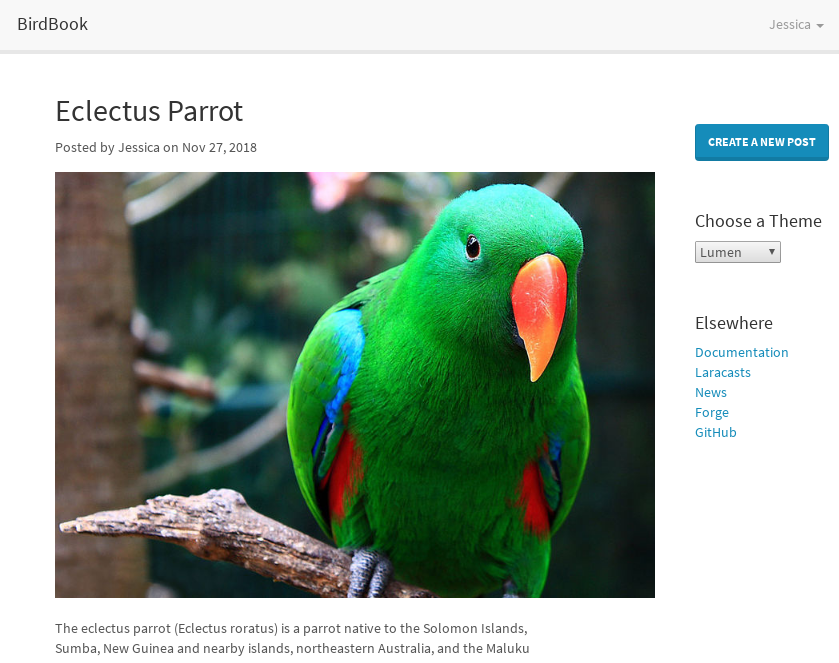 BirdBook
Jessica
Eclectus Parrot
Posted by Jessica on Nov 27, 2018
CREATE A NEW POST
Choose a Theme
Lumen
Elsewhere
Documentation
Laracasts
News
Forge
GitHub
The eclectus parrot (Eclectus roratus) is a parrot native to the Solomon Islands,
Sumba, New Guinea and nearby islands, northeastern Australia, and the Maluku